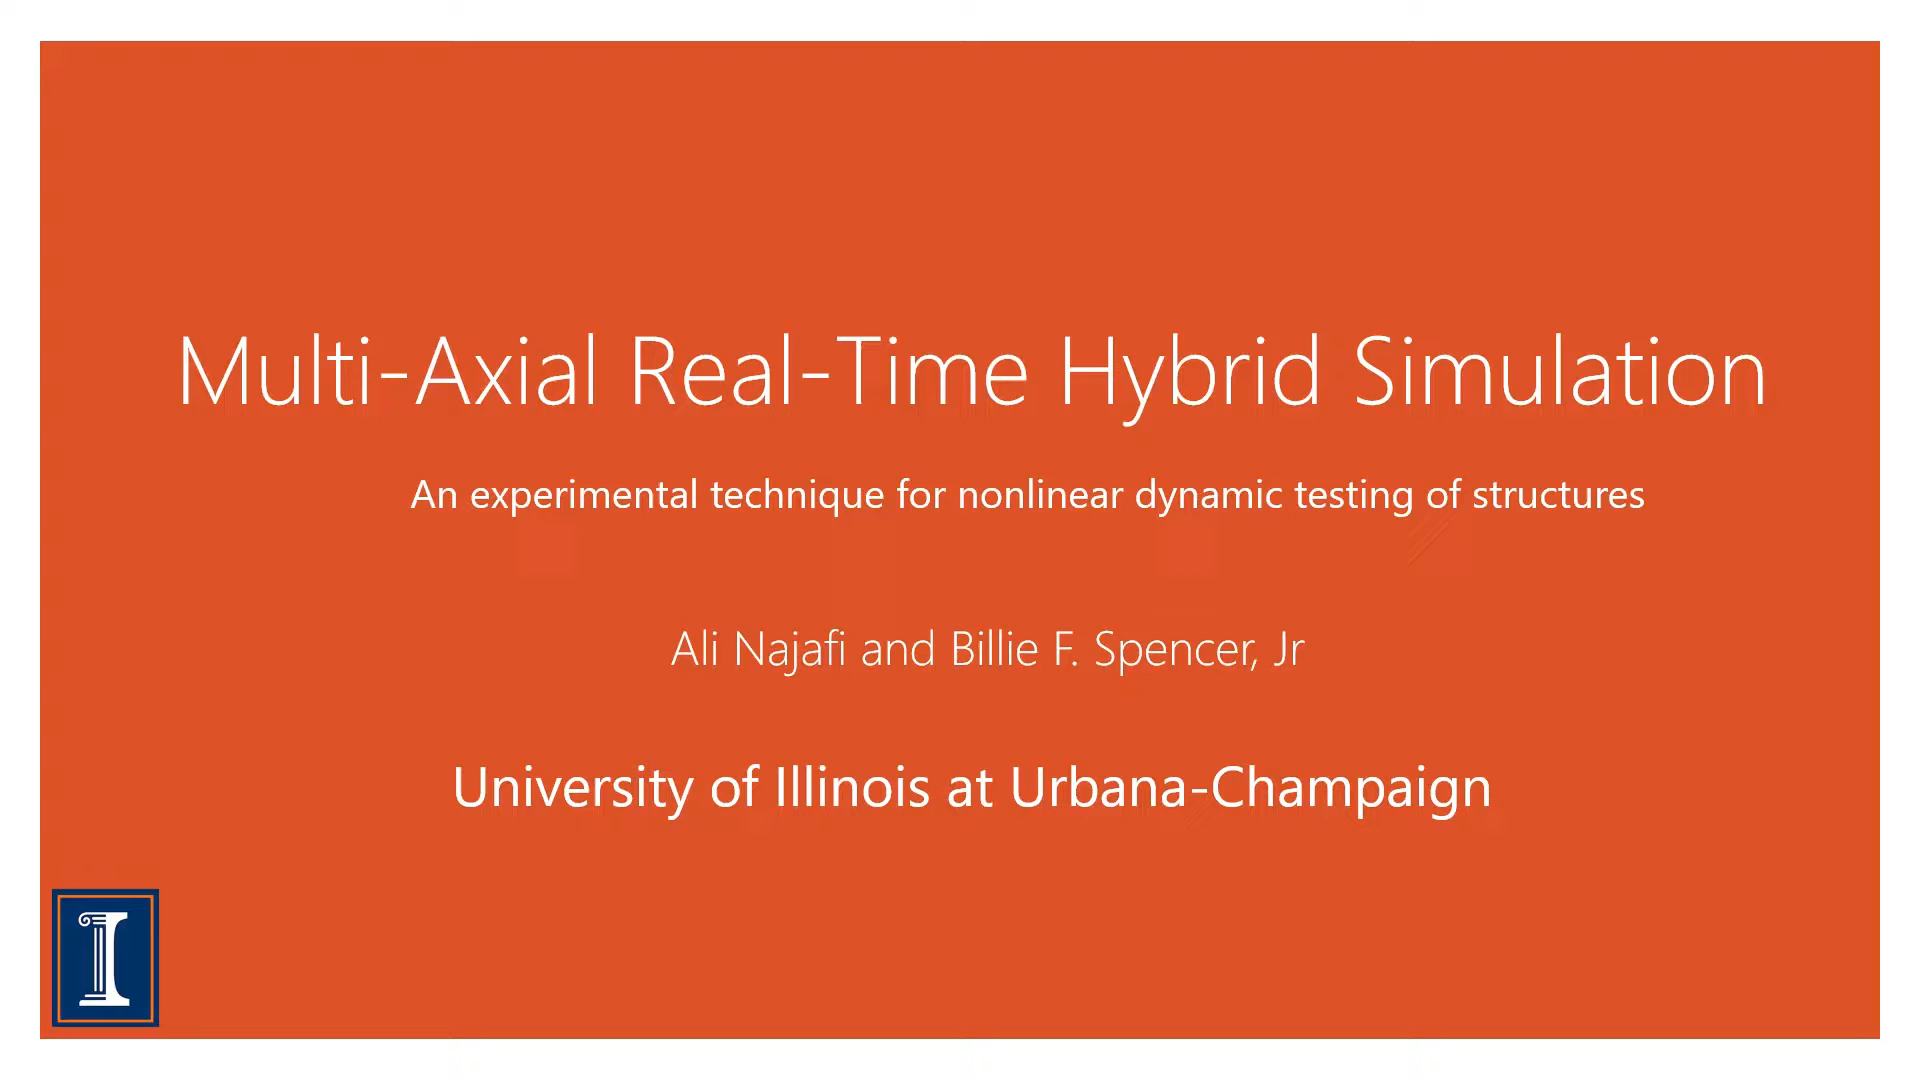 Multi-Axial Real-Time Hybrid Simulation
An experimental technique for nonlinear dynamic testing of structures
Ali Najafi and Billie F. Spencer, Jr
University of Illinois at Urbana-Champaign
I